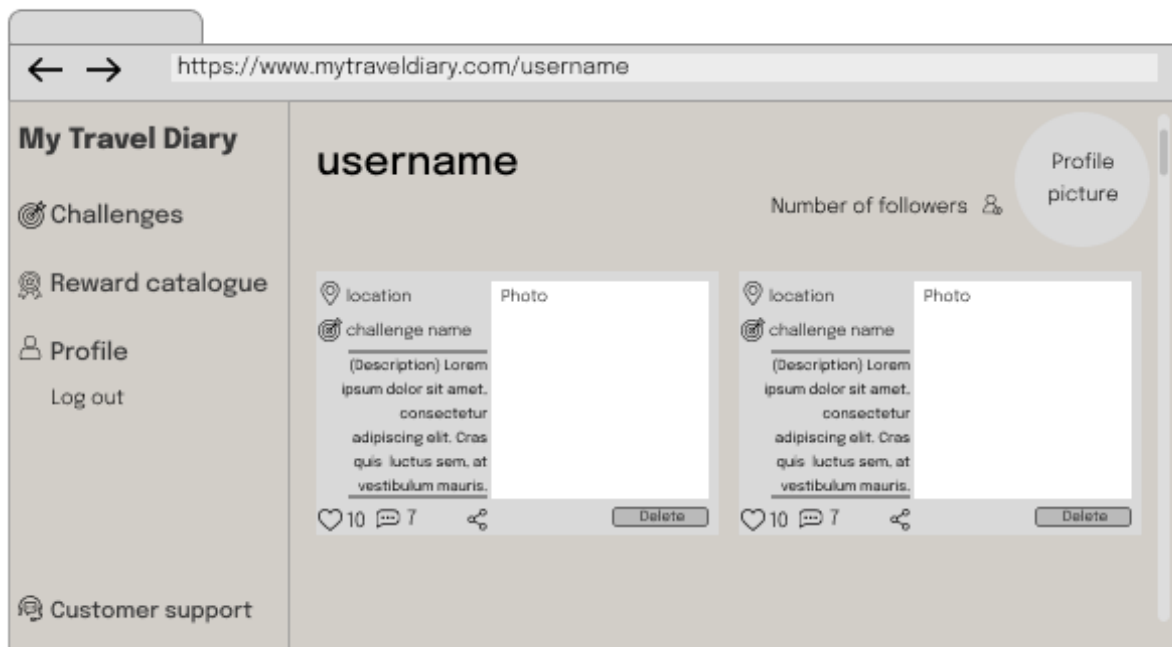 https://www.mytraveldiary.com/username
My Travel Diary
Challenges
Reward catalogue
Profile
Log out
Customer support
username
Number of followers
Profile
picture
location
challenge name
(Description) Lorem
ipsum dolor sit amet,
consectetur
adipiscing elit. Cras
quis luctus sem, at
vestibulum mauris.
Photo
10 7
Delete
location
challenge name
(Description) Lorem
ipsum dolor sit amet,
consectetur
adipiscing elit. Cras
quis luctus sem, at
vestibulum mauris.
Photo
10 7
Delete